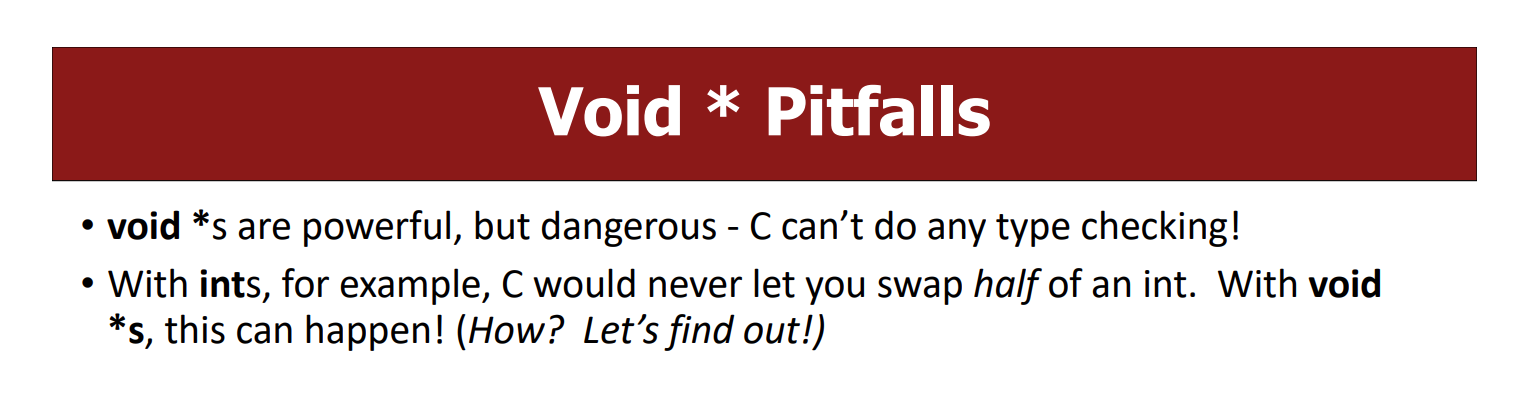 Void * Pitfalls
• void *s are powerful, but dangerous - C can’t do any type checking!
• With ints, for example, C would never let you swap half of an int.  With void
*s, this can happen! (How?  Let’s find out!)